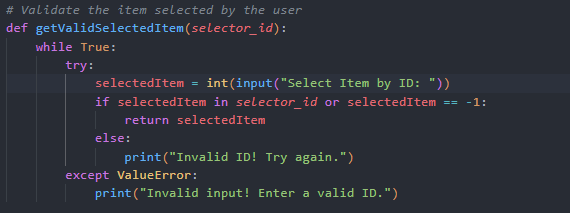 # Validate the item selected by the user
def getValidSelectedItem(selector_id):
    while True:
        try:
            selectedItem = int(input("Select Item by ID: "))
            if selectedItem in selector_id or selectedItem == -1:
                return selectedItem
            else:
                print("Invalid ID! Try again.")
        except ValueError:
            print("Invalid input! Enter a valid ID.")